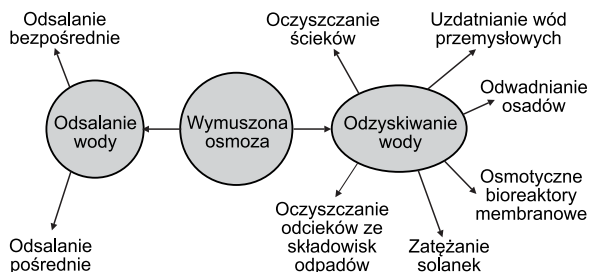 Odsalanie
bezpośrednie
Oczyszczanie
ścieków
Uzdatnianie wód
przemysłowych
Odsalanie
wody
Wymuszona
osmoza
Odzyskiwanie
wody
Odwadnianie
osadów
Osmotyczne
bioreaktory
membranowe
Odsalanie
pośrednie
Oczyszczanie
odcieków ze
składowisk
odpadów
Zatężanie
solanek